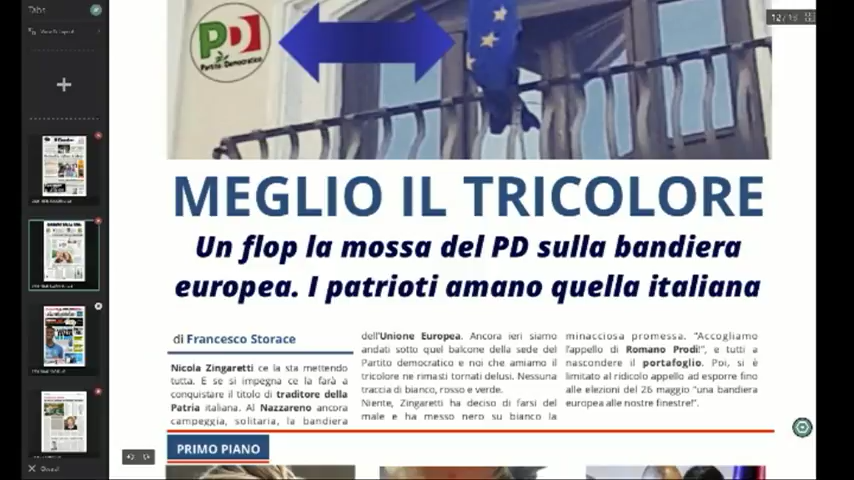 Tabs
PD
Partito Democratico
MEGLIO IL TRICOLORE
Un flop la mossa del PD sulla bandiera
europea. I patrioti amano quella italiana
di Francesco Storace
Nicola Zingaretti ce la sta mettendo
tutta. E se si impegna ce la farà a
conquistare il titolo di traditore della
Patria italiana. Al Nazzareno ancora
campeggia, solitaria, la bandiera
dell'Unione Europea. Ancora ieri siamo
andati sotto quel balcone della sede del
Partito democratico e noi che amiamo il
tricolore ne rimasti tornati delusi. Nessuna
traccia di bianco, rosso e verde.
Niente, Zingaretti ha deciso di farsi del
male e ha messo nero su bianco la
minacciosa promessa. "Accogliamo
l'appello di Romano Prodi!", e tutti a
nascondere il portafoglio. Poi, si è
limitato al ridicolo appello ad esporre fino
alle elezioni del 26 maggio "una bandiera
europea alle nostre finestre!".
PRIMO PIANO